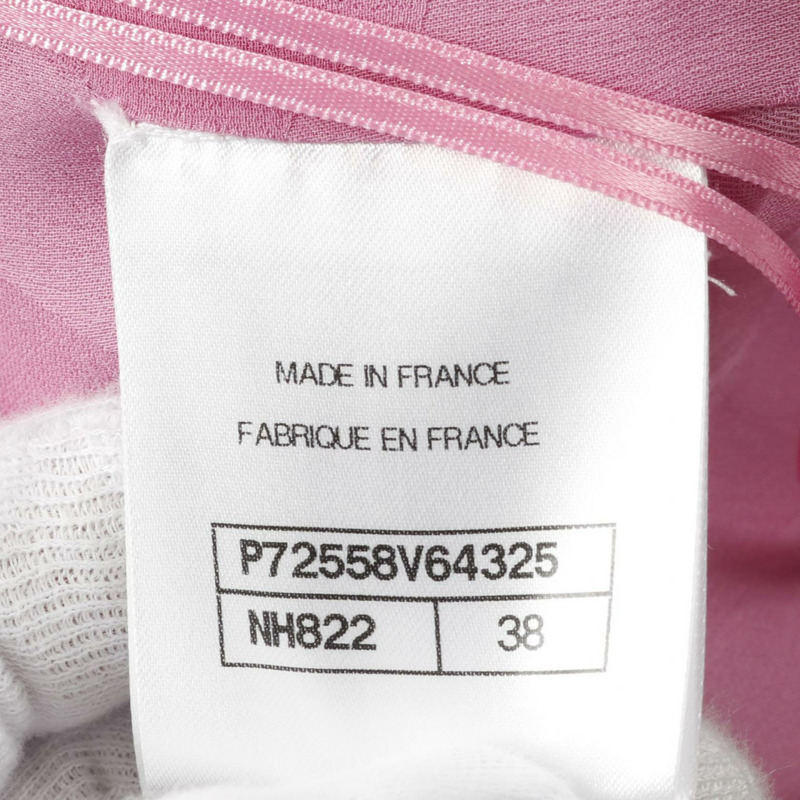 MADE IN FRANCE
FABRIQUE EN FRANCE
P72558V64325
NH822 38